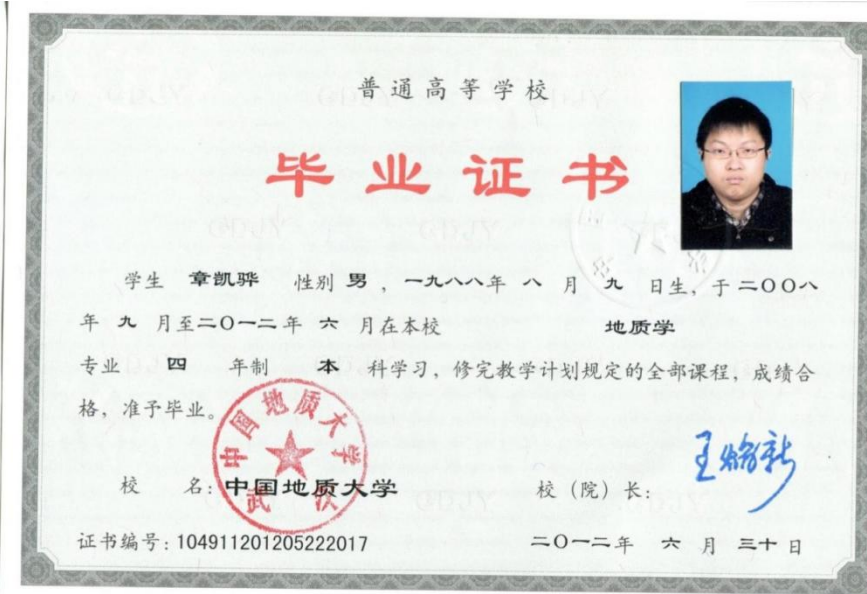 普通高等学校
毕业证书
学生 章凯骅 性别 男 ，一九八八年 八 月 九 日生，于 二〇〇八
年 九 月至二〇一二年 六 月在本校 地质学
专业 四 年制 本 科学习，修完教学计划规定的全部课程，成绩合
格，准予毕业。
中国地质大学
武汉
校 名：中国地质大学 校（院）长：
证书编号：104911201205222017 二〇一二年 六 月 三十 日